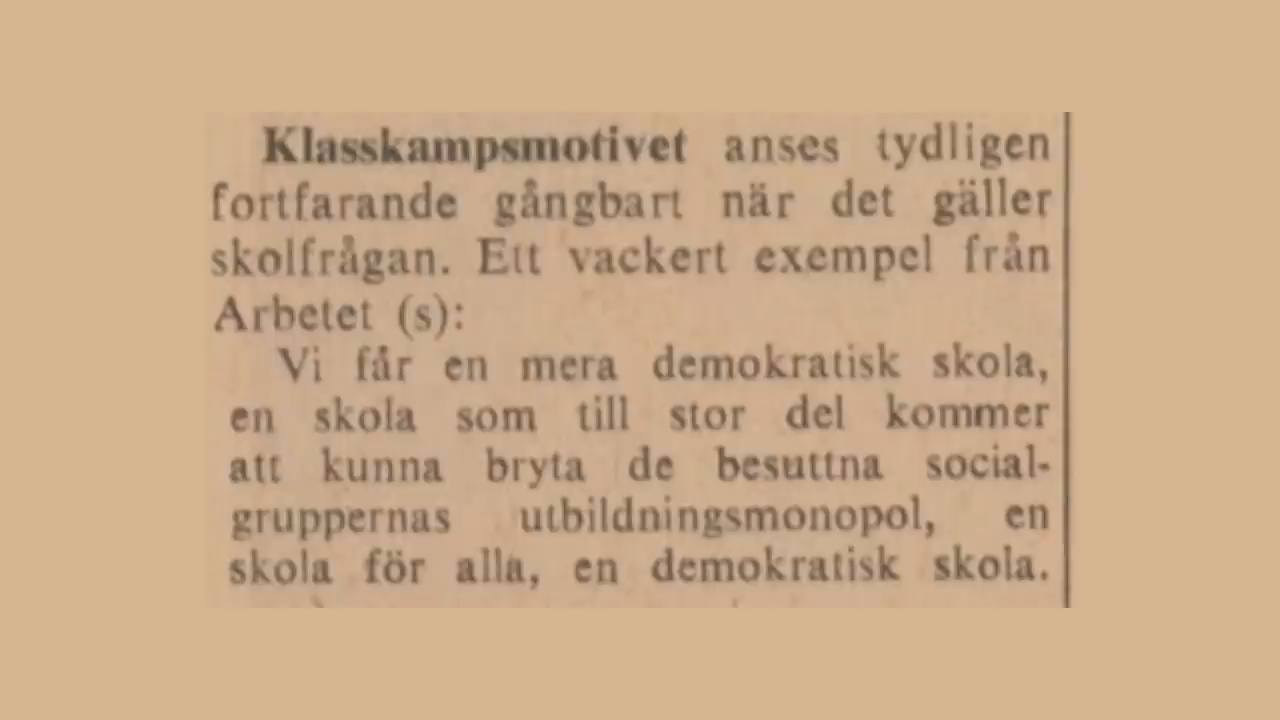 Klasskampsmotivet anses tydligen
fortfarande gångbart när det gäller
skolfrågan. Ett vackert exempel från
Arbetet (s):
Vi får en mera demokratisk skola,
en skola som till stor del kommer
att kunna bryta de besuttna social-
gruppernas utbildningsmonopol, en
skola för alla, en demokratisk skola.